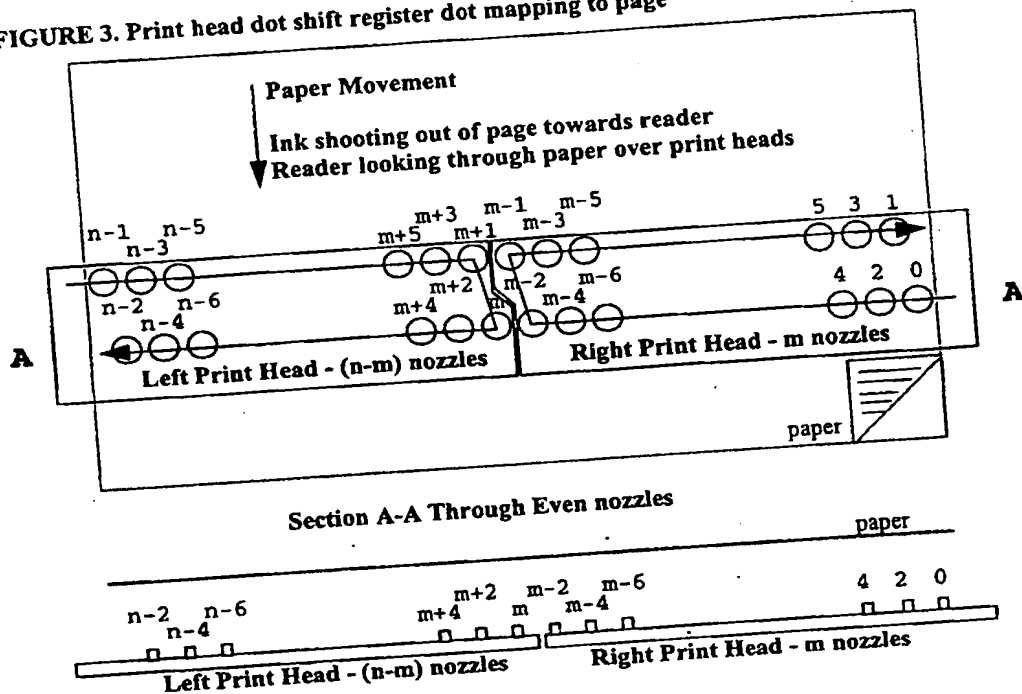 FIGURE 3. Print head dot shift register dot mapping to page
Paper Movement
Ink shooting out of page towards reader
Reader looking through paper over print heads
n-1 n-5
n-3
m+5
m+3
m+1
m-1
m-3
m-5
5 3 1
n-2 n-6
n-4
m+4
m+2
m
m-2
m-4
m-6
4 2 0
A
A
Left Print Head - (n-m) nozzles
Right Print Head - m nozzles
paper
Section A-A Through Even nozzles
paper
n-2 n-6
n-4
m+4
m+2
m
m-2
m-4
m-6
4 2 0
Left Print Head - (n-m) nozzles
Right Print Head - m nozzles